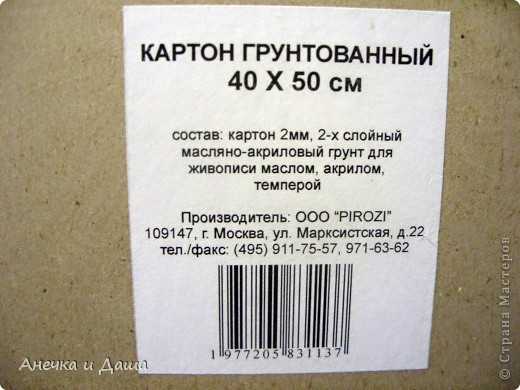 КАРТОН ГРУНТОВАННЫЙ
40 X 50 см
состав: картон 2мм, 2-х слойный
масляно-акриловый грунт для
живописи маслом, акрилом,
темперой
Производитель: ООО "PIROZI"
109147, г. Москва, ул. Марксистская, д.22
тел./факс: (495) 911-75-57, 971-63-62
1 977205 831137
Анечка и Даша
© Страна Мастеров